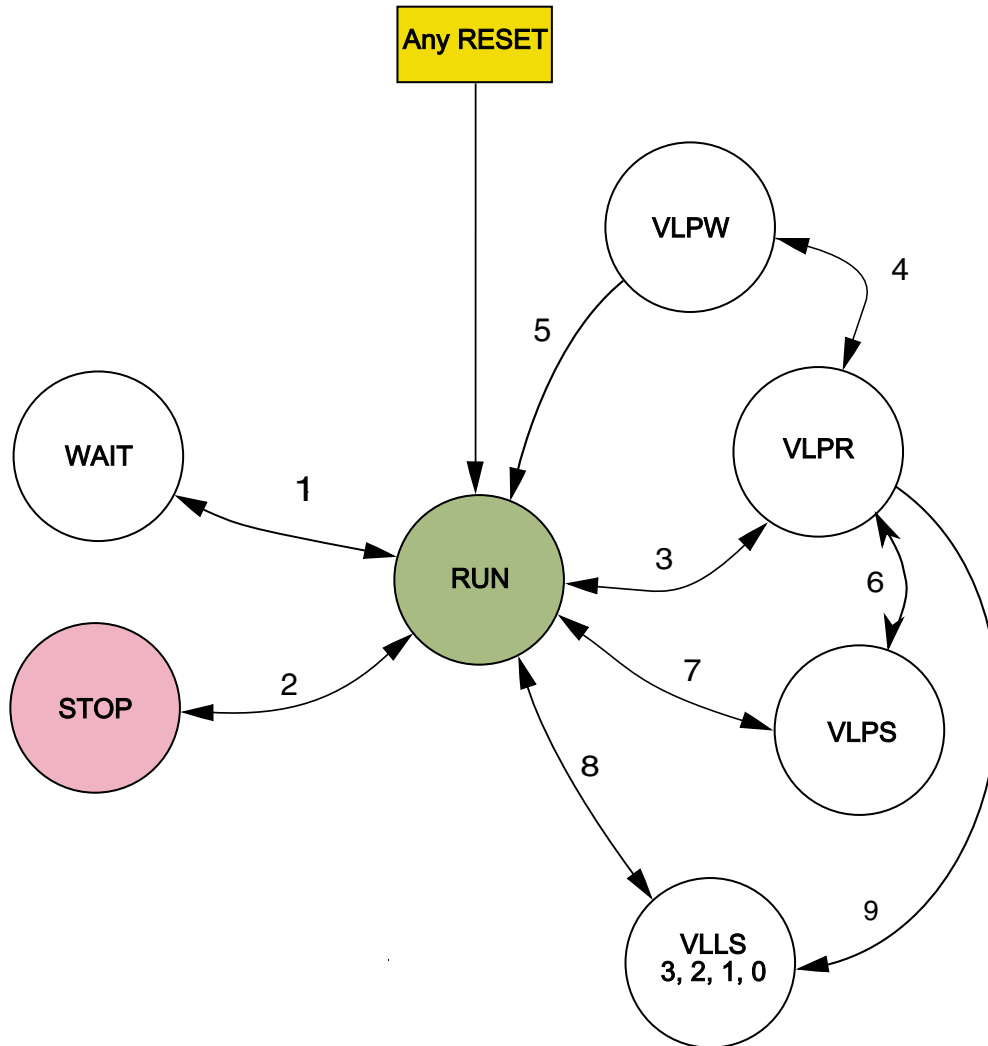 Any RESET
VLPW
4
5
WAIT
VLPR
1
3
RUN
6
7
2
STOP
VLPS
8
9
VLLS
3, 2, 1, 0